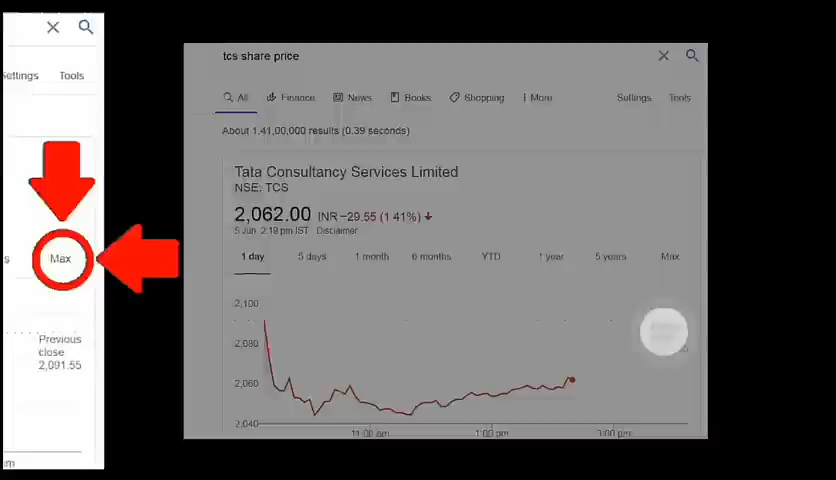 Settings Tools
Max
Previous
close
2,091.55
tcs share price
All Finance News Books Shopping More Settings Tools
About 1,41,00,000 results (0.39 seconds)
Tata Consultancy Services Limited
NSE: TCS
2,062.00 INR −29.55 (1.41%)
5 Jun, 2:19 pm IST Disclaimer
1 day 5 days 1 month 6 months YTD 1 year 5 years Max
2,100
2,080
2,060
2,040
11:00 am 1:00 pm 3:00 pm